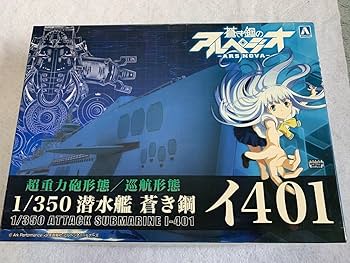 蒼き鋼の
アルペジオ
-ARS NOVA-
超重力砲形態/巡航形態
1/350 潜水艦 蒼き鋼
1/350 ATTACK SUBMARINE I-401
イ401